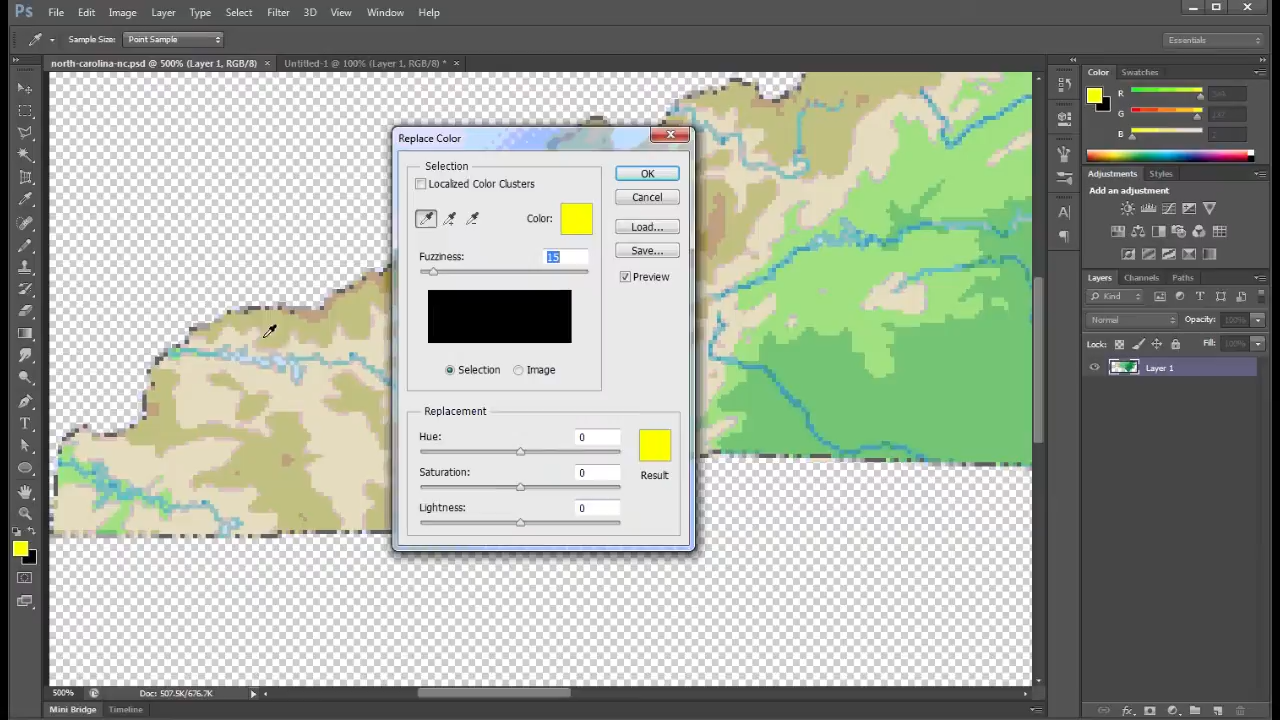 Ps File Edit Image Layer Type Select Filter 3D View Window Help
Sample Size: Point Sample Essentials
north-carolina-nc.psd @ 500% (Layer 1, RGB/8) × Untitled-1 @ 600% (Layer 1, RGB/8) * ×
Color Swatches
R
G
B
Adjustments Styles
Add an adjustment
Layers Channels Paths
Kind
Normal Opacity:
Lock: Fill:
Layer 1
Replace Color
Selection
Localized Color Clusters
Color:
Fuzziness: 15
Selection Image
OK
Cancel
Load...
Save...
Preview
Replacement
Hue: 0
Saturation: 0
Lightness: 0
Result
500% Doc: 507.5K/676.7K
Mini Bridge Timeline